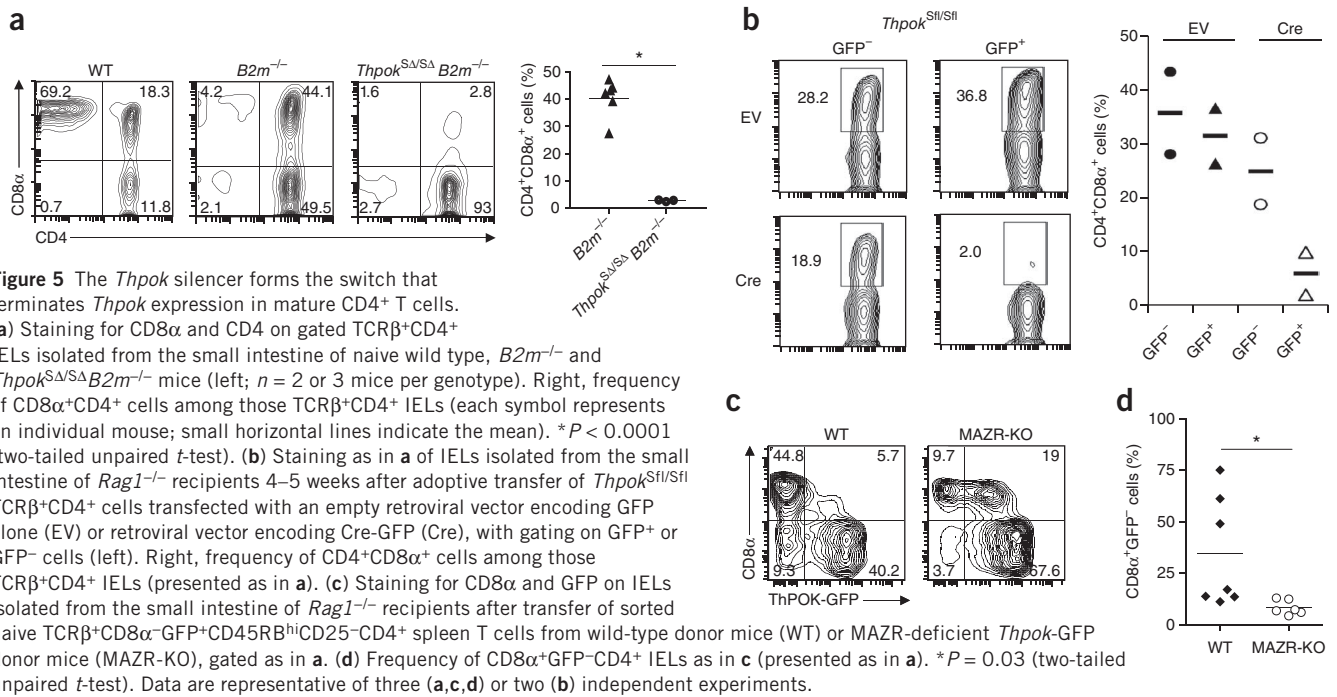 a
WT
B2m–/–
ThpokSΔ/SΔ B2m–/–
69.2
18.3
4.2
44.1
1.6
2.8
0.7
11.8
2.1
49.5
2.7
93
CD8α
CD4
CD4+CD8α+ cells (%)
50
40
30
20
10
0
*
B2m–/–
ThpokSΔ/SΔ B2m–/–
b
ThpokSfl/Sfl
GFP–
GFP+
EV
28.2
36.8
Cre
18.9
2.0
EV
Cre
CD4+CD8α+ cells (%)
50
40
30
20
10
0
GFP–
GFP+
GFP–
GFP+
igure 5 The Thpok silencer forms the switch that
erminates Thpok expression in mature CD4+ T cells.
a) Staining for CD8α and CD4 on gated TCRβ+CD4+
ELs isolated from the small intestine of naive wild type, B2m–/– and
ThpokSΔ/SΔB2m–/– mice (left; n = 2 or 3 mice per genotype). Right, frequency
f CD8α+CD4+ cells among those TCRβ+CD4+ IELs (each symbol represents
n individual mouse; small horizontal lines indicate the mean). *P < 0.0001
two-tailed unpaired t-test). (b) Staining as in a of IELs isolated from the small
ntestine of Rag1–/– recipients 4–5 weeks after adoptive transfer of ThpokSfl/Sfl
TCRβ+CD4+ cells transfected with an empty retroviral vector encoding GFP
lone (EV) or retroviral vector encoding Cre-GFP (Cre), with gating on GFP+ or
GFP– cells (left). Right, frequency of CD4+CD8α+ cells among those
TCRβ+CD4+ IELs (presented as in a). (c) Staining for CD8α and GFP on IELs
solated from the small intestine of Rag1–/– recipients after transfer of sorted
aive TCRβ+CD8α–GFP+CD45RBhiCD25–CD4+ spleen T cells from wild-type donor mice (WT) or MAZR-deficient Thpok-GFP
onor mice (MAZR-KO), gated as in a. (d) Frequency of CD8α+GFP–CD4+ IELs as in c (presented as in a). *P = 0.03 (two-tailed
npaired t-test). Data are representative of three (a,c,d) or two (b) independent experiments.
c
WT
MAZR-KO
44.8
5.7
9.7
19
9.3
40.2
3.7
67.6
CD8α
ThPOK-GFP
d
CD8α+GFP– cells (%)
100
75
50
25
0
*
WT
MAZR-KO